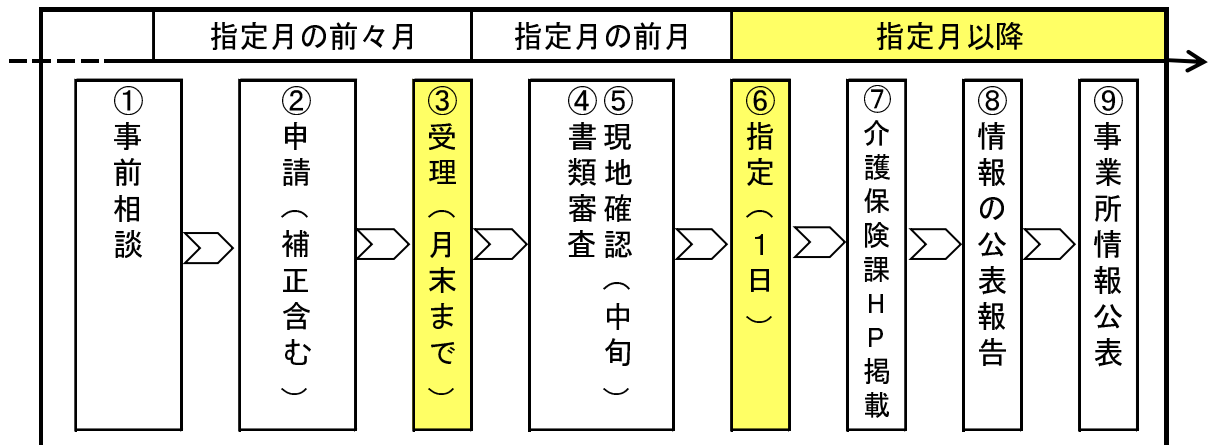 指定月の前々月
指定月の前月
指定月以降
①事前相談
②申請（補正含む）
③受理（月末まで）
④書類審査
⑤現地確認（中旬）
⑥指定（1日）
⑦介護保険課HP掲載
⑧情報の公表報告
⑨事業所情報公表